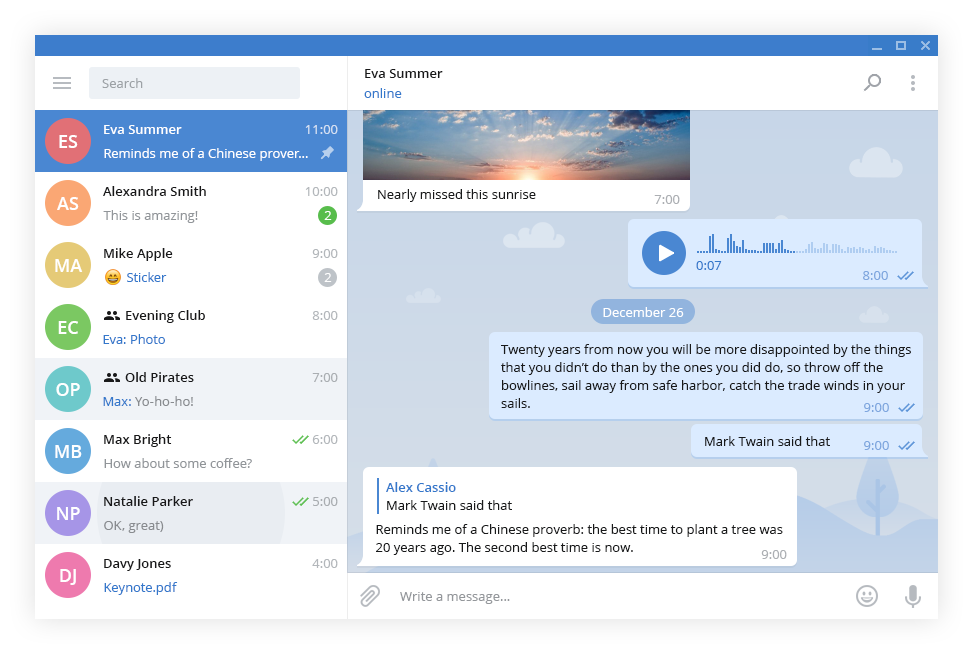 Search
ES
Eva Summer 11:00
Reminds me of a Chinese prover...
AS
Alexandra Smith 10:00
This is amazing! 2
MA
Mike Apple 9:00
Sticker 2
EC
Evening Club 8:00
Eva: Photo
OP
Old Pirates 7:00
Max: Yo-ho-ho!
MB
Max Bright 6:00
How about some coffee?
NP
Natalie Parker 5:00
OK, great)
DJ
Davy Jones 4:00
Keynote.pdf
Eva Summer
online
Nearly missed this sunrise 7:00
0:07
8:00
December 26
Twenty years from now you will be more disappointed by the things
that you didn’t do than by the ones you did do, so throw off the
bowlines, sail away from safe harbor, catch the trade winds in your
sails. 9:00
Mark Twain said that 9:00
Alex Cassio
Mark Twain said that
Reminds me of a Chinese proverb: the best time to plant a tree was
20 years ago. The second best time is now.
9:00
Write a message...